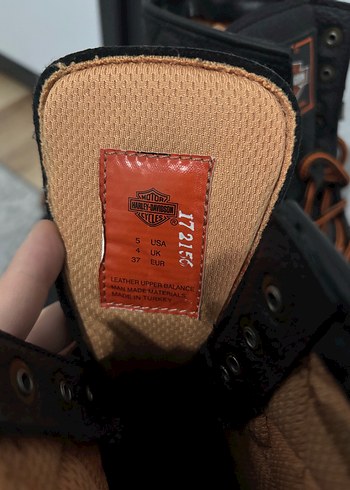 MOTOR
HARLEY-DAVIDSON
CYCLES
172156
5 USA
4 UK
37 EUR
LEATHER UPPER-BALANCE
MAN MADE MATERIALS
MADE IN TURKEY